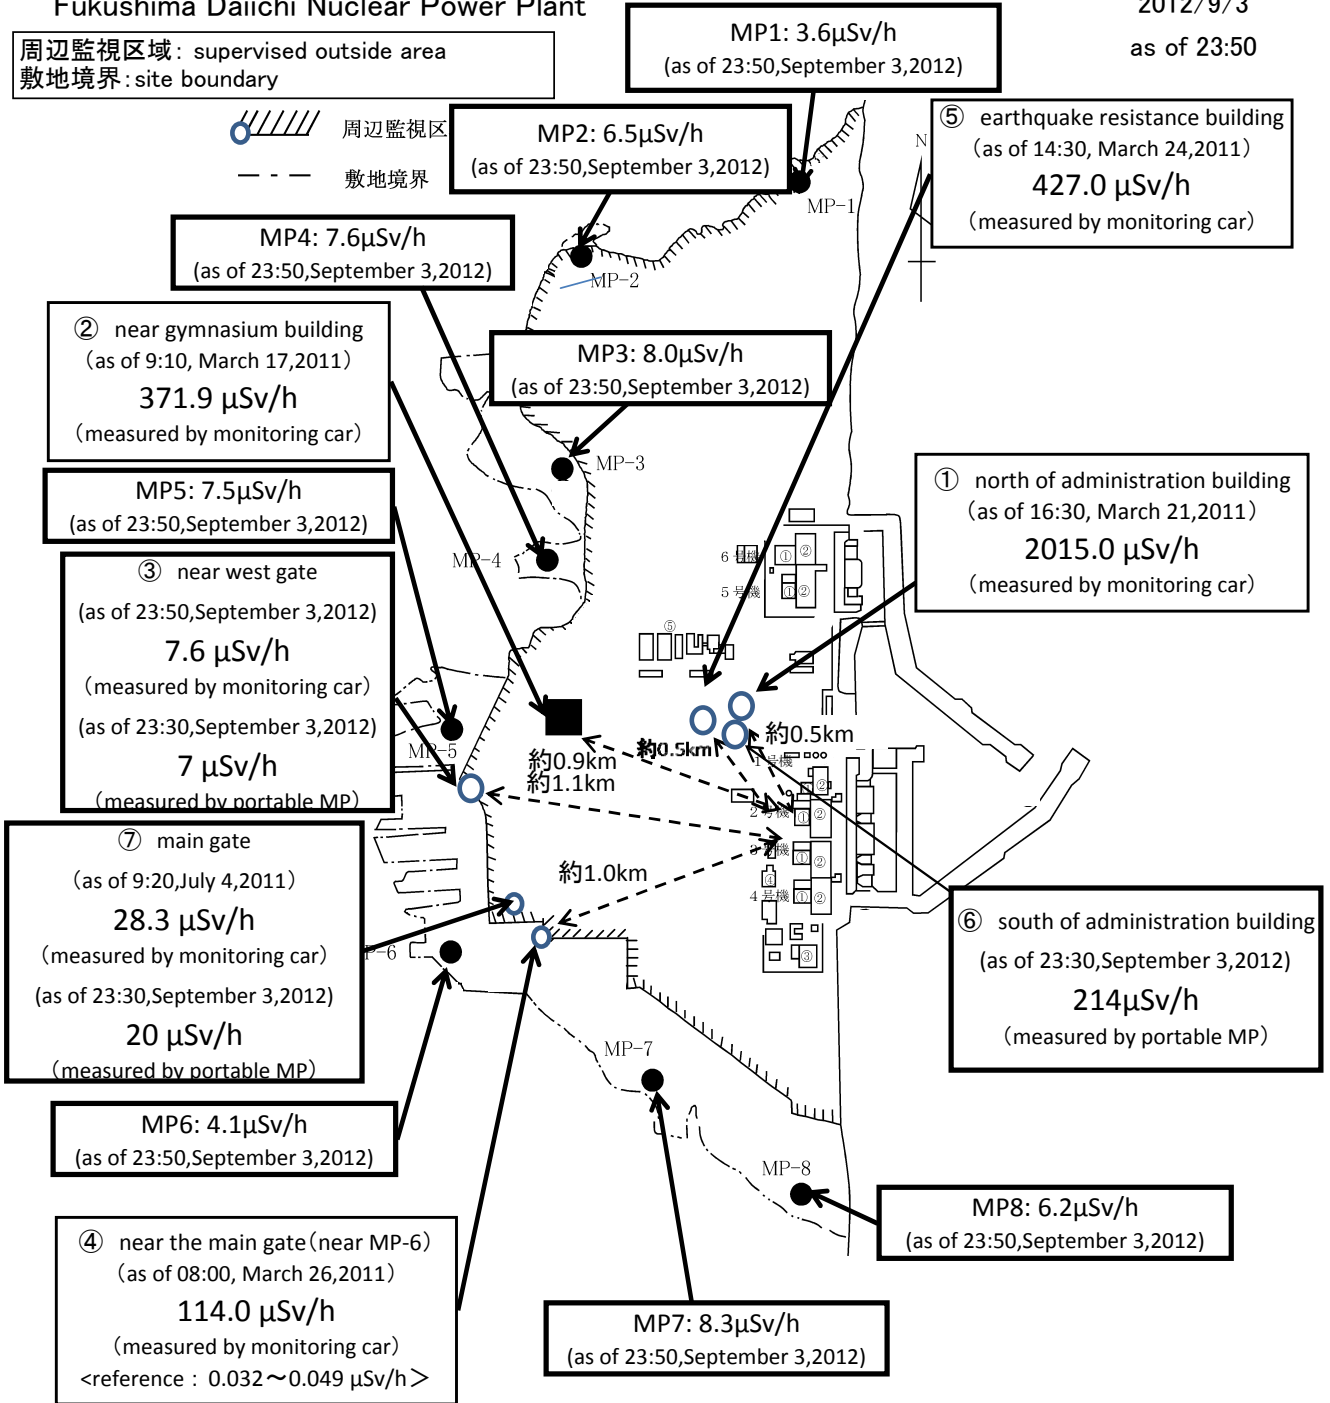 Fukushima Daiichi Nuclear Power Plant
2012/9/3
as of 23:50
周辺監視区域: supervised outside area
敷地境界:site boundary
周辺監視区
敷地境界
MP1: 3.6μSv/h
(as of 23:50,September 3,2012)
MP2: 6.5μSv/h
(as of 23:50,September 3,2012)
⑤ earthquake resistance building
(as of 14:30, March 24,2011)
427.0 μSv/h
(measured by monitoring car)
N
MP-1
MP4: 7.6μSv/h
(as of 23:50,September 3,2012)
MP-2
② near gymnasium building
(as of 9:10, March 17,2011)
371.9 μSv/h
(measured by monitoring car)
MP3: 8.0μSv/h
(as of 23:50,September 3,2012)
MP-3
MP5: 7.5μSv/h
(as of 23:50,September 3,2012)
① north of administration building
(as of 16:30, March 21,2011)
2015.0 μSv/h
(measured by monitoring car)
MP-4
6号機
① ②
5号機
① ②
⑤
③ near west gate
(as of 23:50,September 3,2012)
7.6 μSv/h
(measured by monitoring car)
(as of 23:30,September 3,2012)
7 μSv/h
(measured by portable MP)
MP-5
約0.9km
約1.1km
約0.5km
約0.5km
1号機
②
2号機
① ②
3号機
① ②
④
4号機
① ②
③
約1.0km
⑦ main gate
(as of 9:20,July 4,2011)
28.3 μSv/h
(measured by monitoring car)
(as of 23:30,September 3,2012)
20 μSv/h
(measured by portable MP)
P-6
⑥ south of administration building
(as of 23:30,September 3,2012)
214μSv/h
(measured by portable MP)
MP-7
MP6: 4.1μSv/h
(as of 23:50,September 3,2012)
MP-8
MP8: 6.2μSv/h
(as of 23:50,September 3,2012)
④ near the main gate(near MP-6)
(as of 08:00, March 26,2011)
114.0 μSv/h
(measured by monitoring car)
<reference : 0.032～0.049 μSv/h>
MP7: 8.3μSv/h
(as of 23:50,September 3,2012)